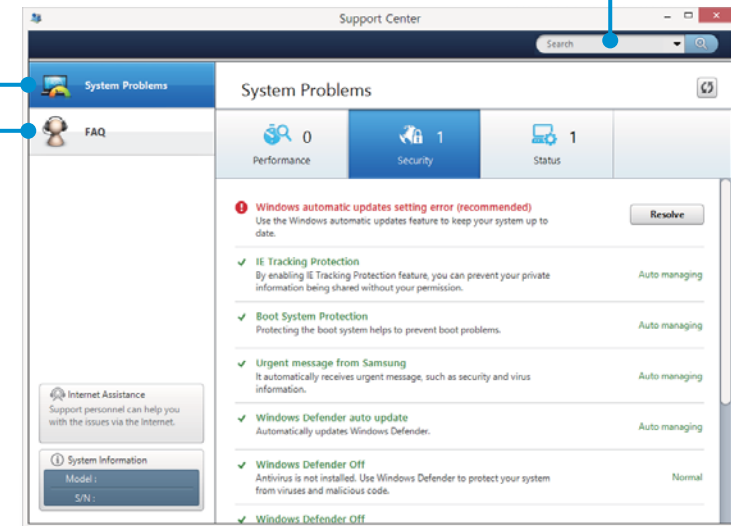 Support Center
Search
System Problems
FAQ
System Problems
0
Performance
1
Security
1
Status
Windows automatic updates setting error (recommended)
Use the Windows automatic updates feature to keep your system up to
date.
Resolve
IE Tracking Protection
By enabling IE Tracking Protection feature, you can prevent your private
information being shared without your permission.
Auto managing
Boot System Protection
Protecting the boot system helps to prevent boot problems.
Auto managing
Urgent message from Samsung
It automatically receives urgent message, such as security and virus
information.
Auto managing
Windows Defender auto update
Automatically updates Windows Defender.
Auto managing
Windows Defender Off
Antivirus is not installed. Use Windows Defender to protect your system
from viruses and malicious code.
Normal
Windows Defender Off
Internet Assistance
Support personnel can help you
with the issues via the Internet.
System Information
Model :
S/N :